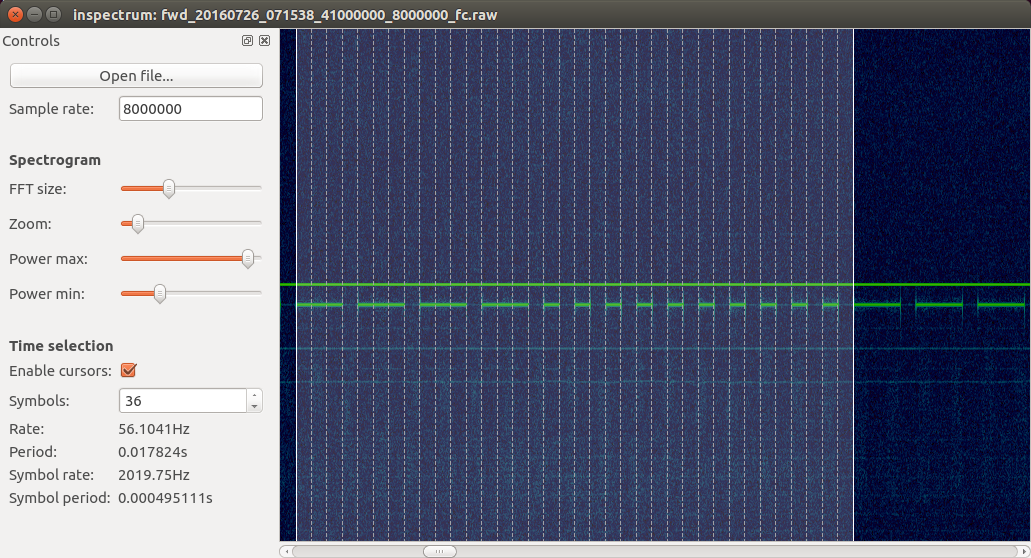 inspectrum: fwd_20160726_071538_41000000_8000000_fc.raw
Controls
Open file...
Sample rate: 8000000
Spectrogram
FFT size:
Zoom:
Power max:
Power min:
Time selection
Enable cursors:
Symbols: 36
Rate: 56.1041Hz
Period: 0.017824s
Symbol rate: 2019.75Hz
Symbol period: 0.000495111s